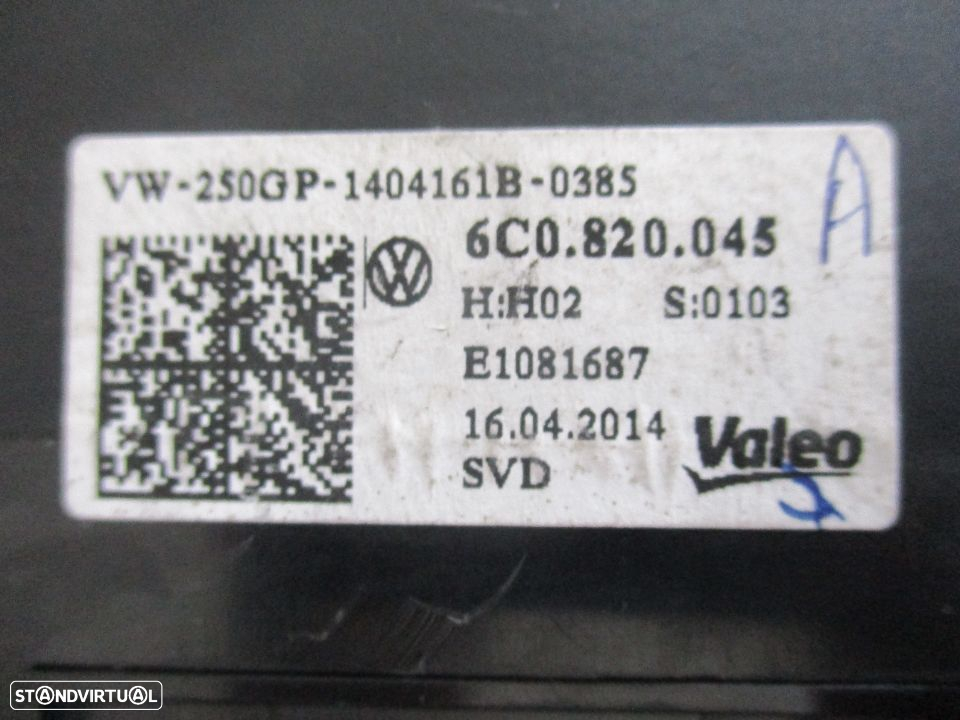 VW-250GP-1404161B-0385
A
6C0.820.045
H:H02 S:0103
E1081687
16.04.2014
SVD
Valeo
STANDVIRTUAL